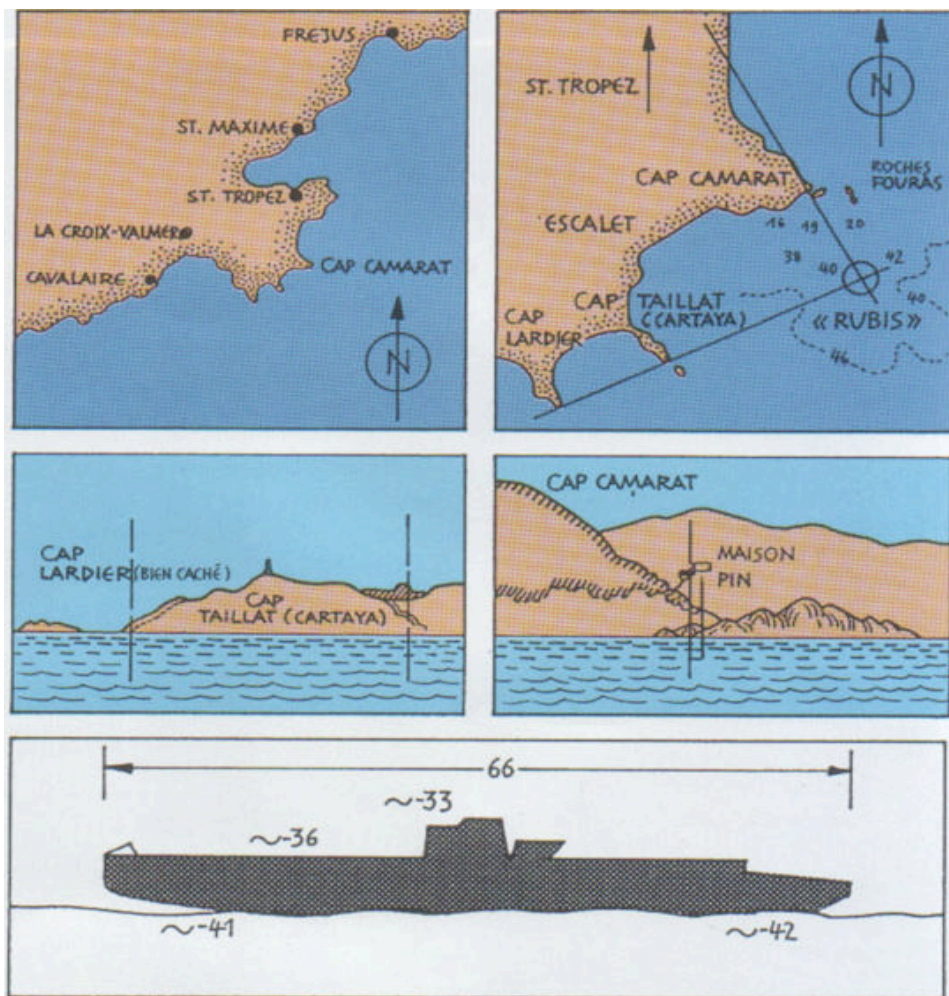 FREJUS
ST. MAXIME
ST. TROPEZ
LA CROIX-VALMER
CAVALAIRE
CAP CAMARAT
N
ST. TROPEZ
N
ROCHES
FOURAS
CAP CAMARAT
16 19 20
ESCALET
38 40 42
40
CAP TAILLAT
(CARTAYA)
« RUBIS »
CAP
LARDIER
46
CAP
LARDIER (BIEN CACHÉ)
CAP
TAILLAT (CARTAYA)
CAP CAMARAT
MAISON
PIN
66
~-33
~-36
~-41
~-42